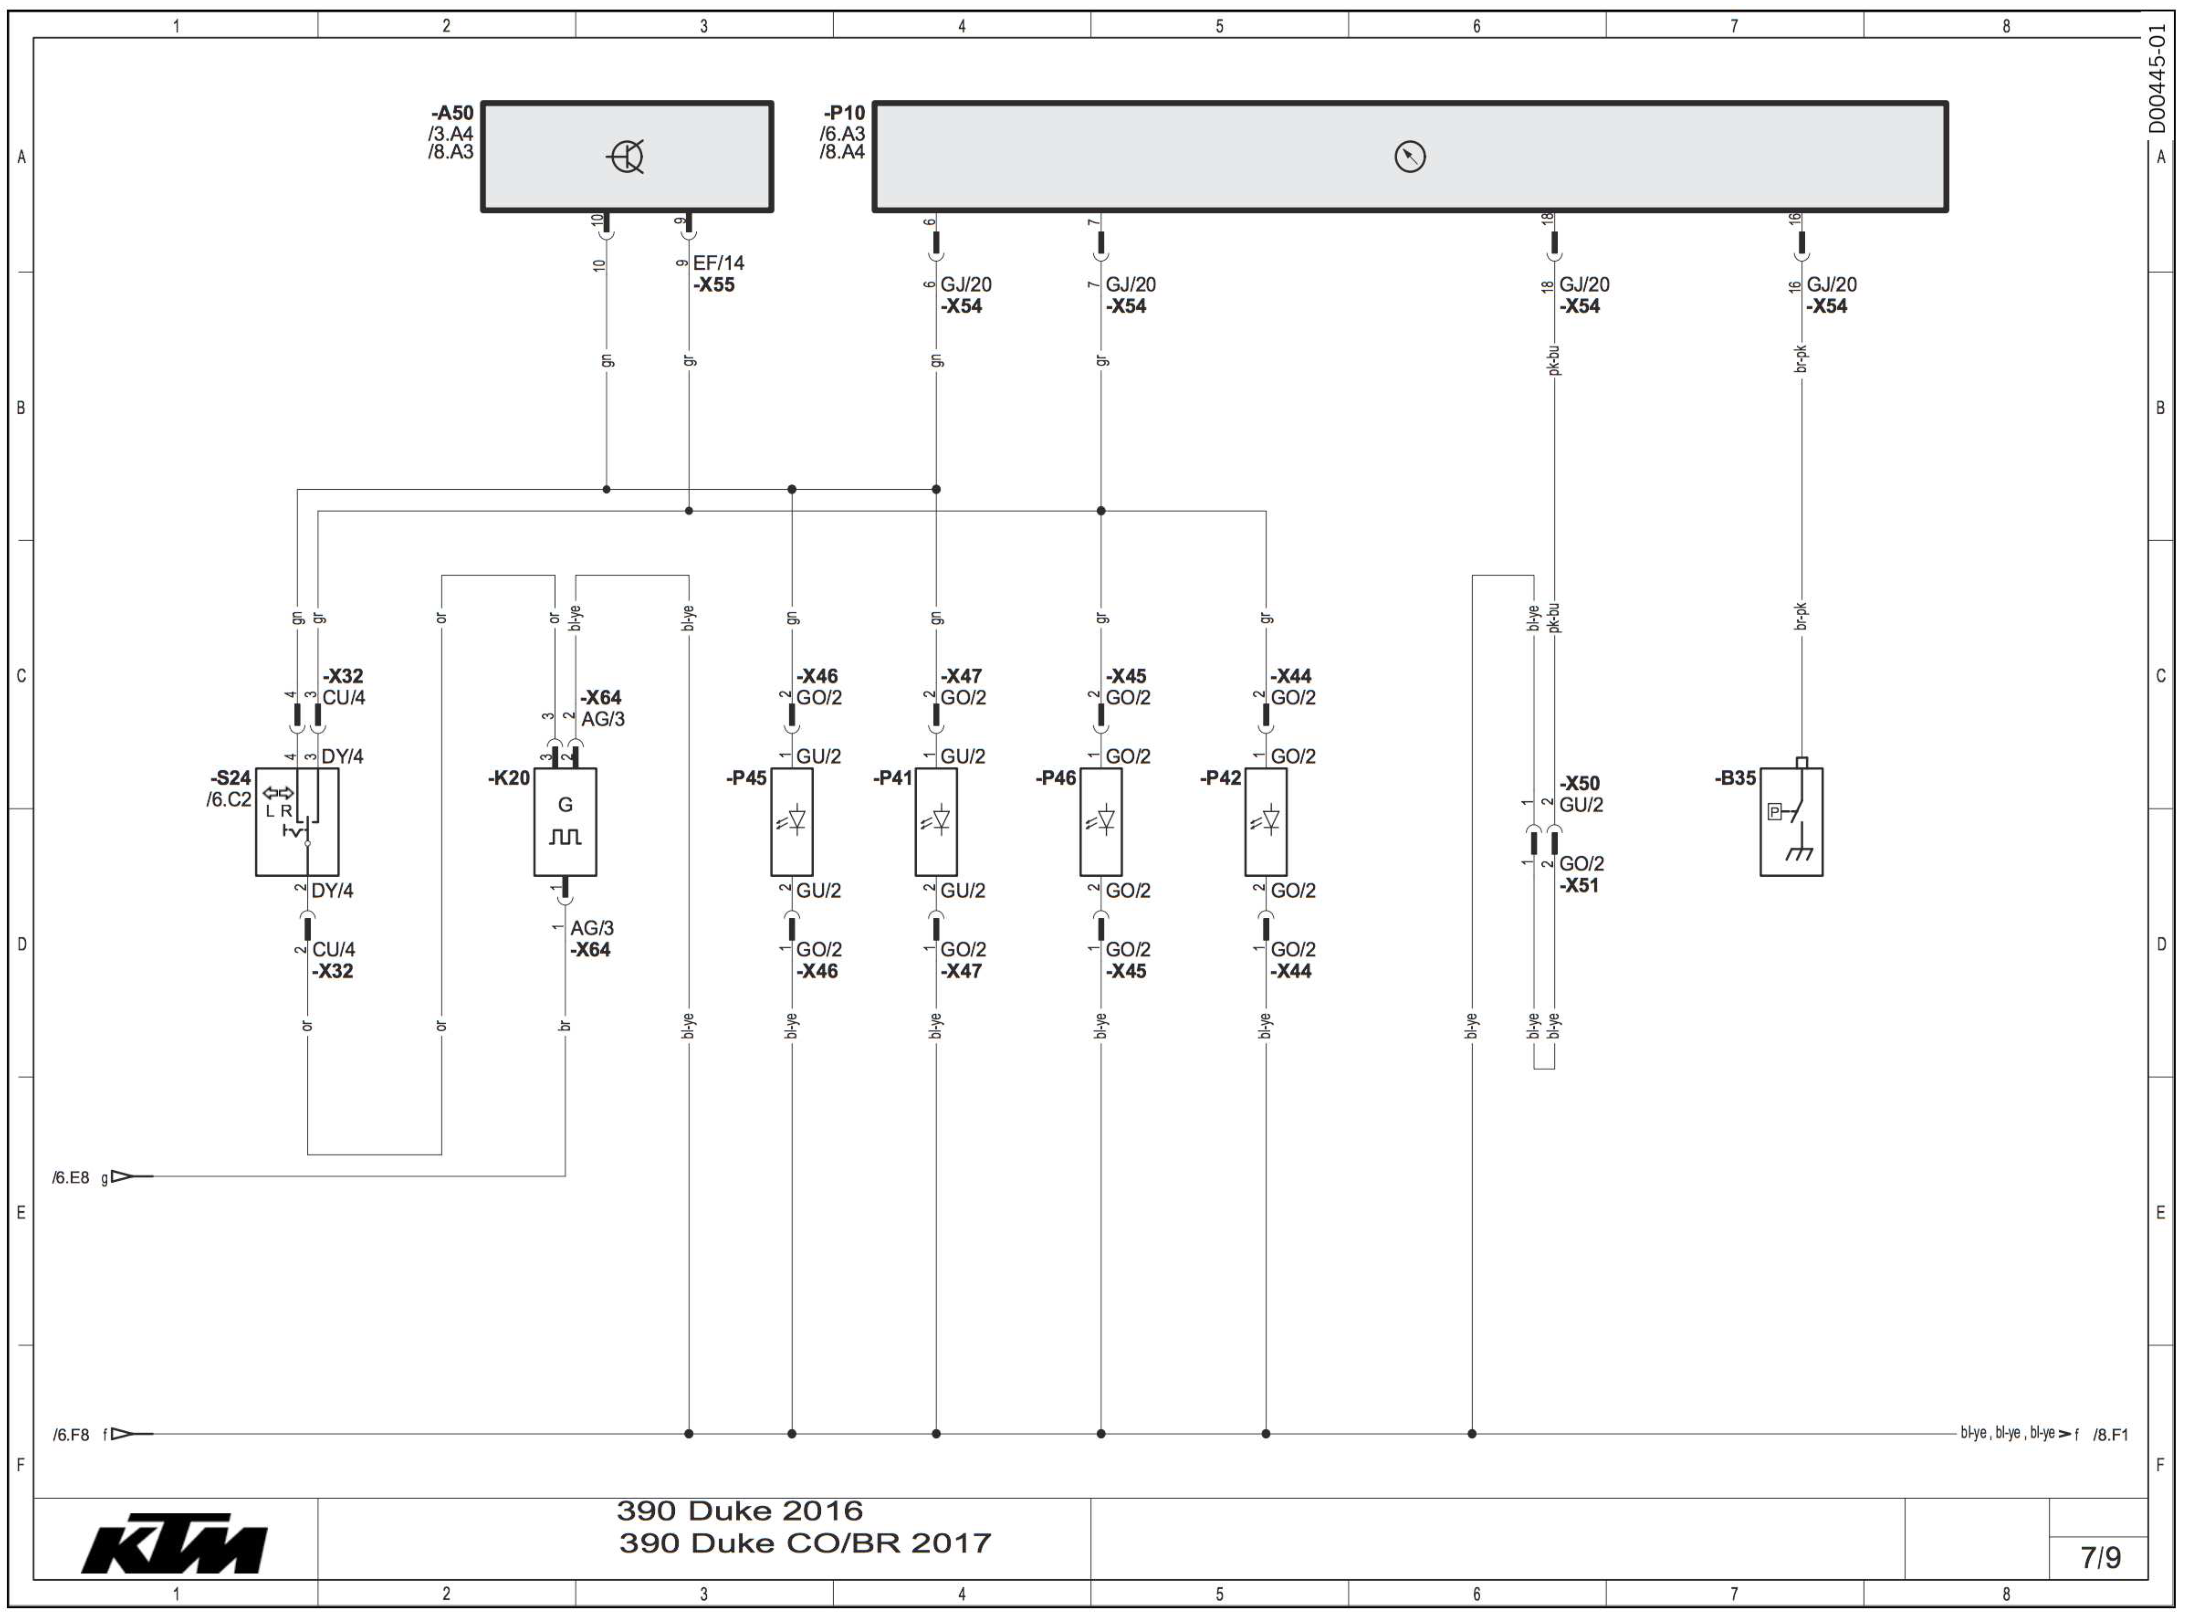 1 2 3 4 5 6 7 8
D00445-01
A A
-A50
/3.A4
/8.A3
-P10
/6.A3
/8.A4
10 9 6 7 18 16
10 9 EF/14
-X55
6 GJ/20
-X54
7 GJ/20
-X54
18 GJ/20
-X54
16 GJ/20
-X54
gn gr gn gr pk-bu br-pk
B B
gn gr or or bl-ye bl-ye gn gn gr gr bl-ye pk-bu br-pk
C C
-X32
4 3 CU/4
-X64
3 2 AG/3
-X46
2 GO/2
-X47
2 GO/2
-X45
2 GO/2
-X44
2 GO/2
4 3 DY/4
3 2
1 GU/2
1 GU/2
1 GO/2
1 GO/2
-S24
/6.C2
L R
-K20
G
-P45
-P41
-P46
-P42
-X50
1 2 GU/2
-B35
P
1 2 GO/2
-X51
2 DY/4
1
2 GU/2
2 GU/2
2 GO/2
2 GO/2
2 CU/4
-X32
1 AG/3
-X64
1 GO/2
-X46
1 GO/2
-X47
1 GO/2
-X45
1 GO/2
-X44
D D
or or br bl-ye bl-ye bl-ye bl-ye bl-ye bl-ye bl-ye bl-ye
/6.E8 g
E E
/6.F8 f
bl-ye , bl-ye , bl-ye > f /8.F1
F F
KTM
390 Duke 2016
390 Duke CO/BR 2017
7/9
1 2 3 4 5 6 7 8